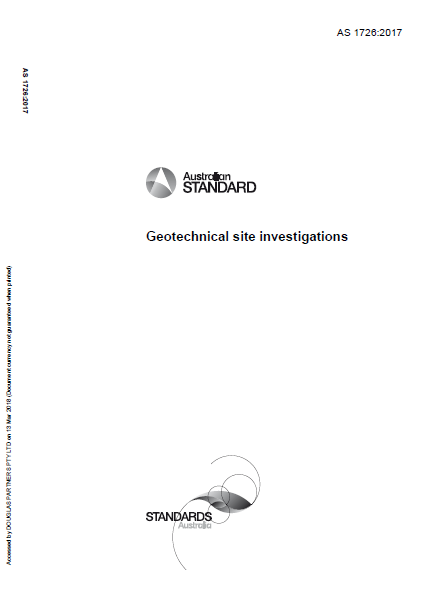 AS 1726:2017
AS 1726:2017
Australian
STANDARD
Geotechnical site investigations
Accessed by DOUGLAS PARTNERS PTY LTD on 13 Mar 2018 (Document currency not guaranteed when printed)
STANDARDS
Australia